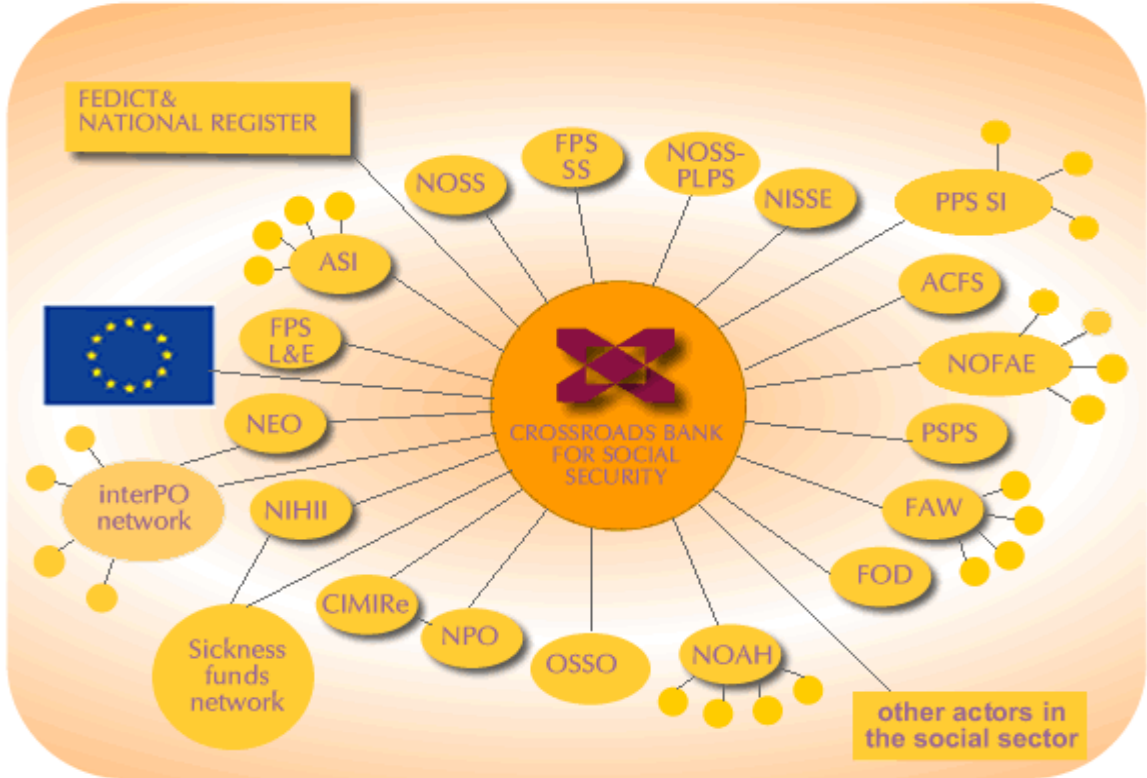 FEDICT&
NATIONAL REGISTER
NOSS
FPS
SS
NOSS-
PLPS
NISSE
PPS SI
ASI
ACFS
FPS
L&E
NOFAE
NEO
CROSSROADS BANK
FOR SOCIAL
SECURITY
PSPS
interPO
network
NIHII
FAW
FOD
CIMIRe
NPO
Sickness
funds
network
OSSO
NOAH
other actors in
the social sector